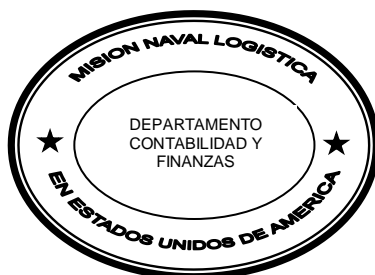 MISION NAVAL LOGISTICA
DEPARTAMENTO
CONTABILIDAD Y
FINANZAS
EN ESTADOS UNIDOS DE AMERICA